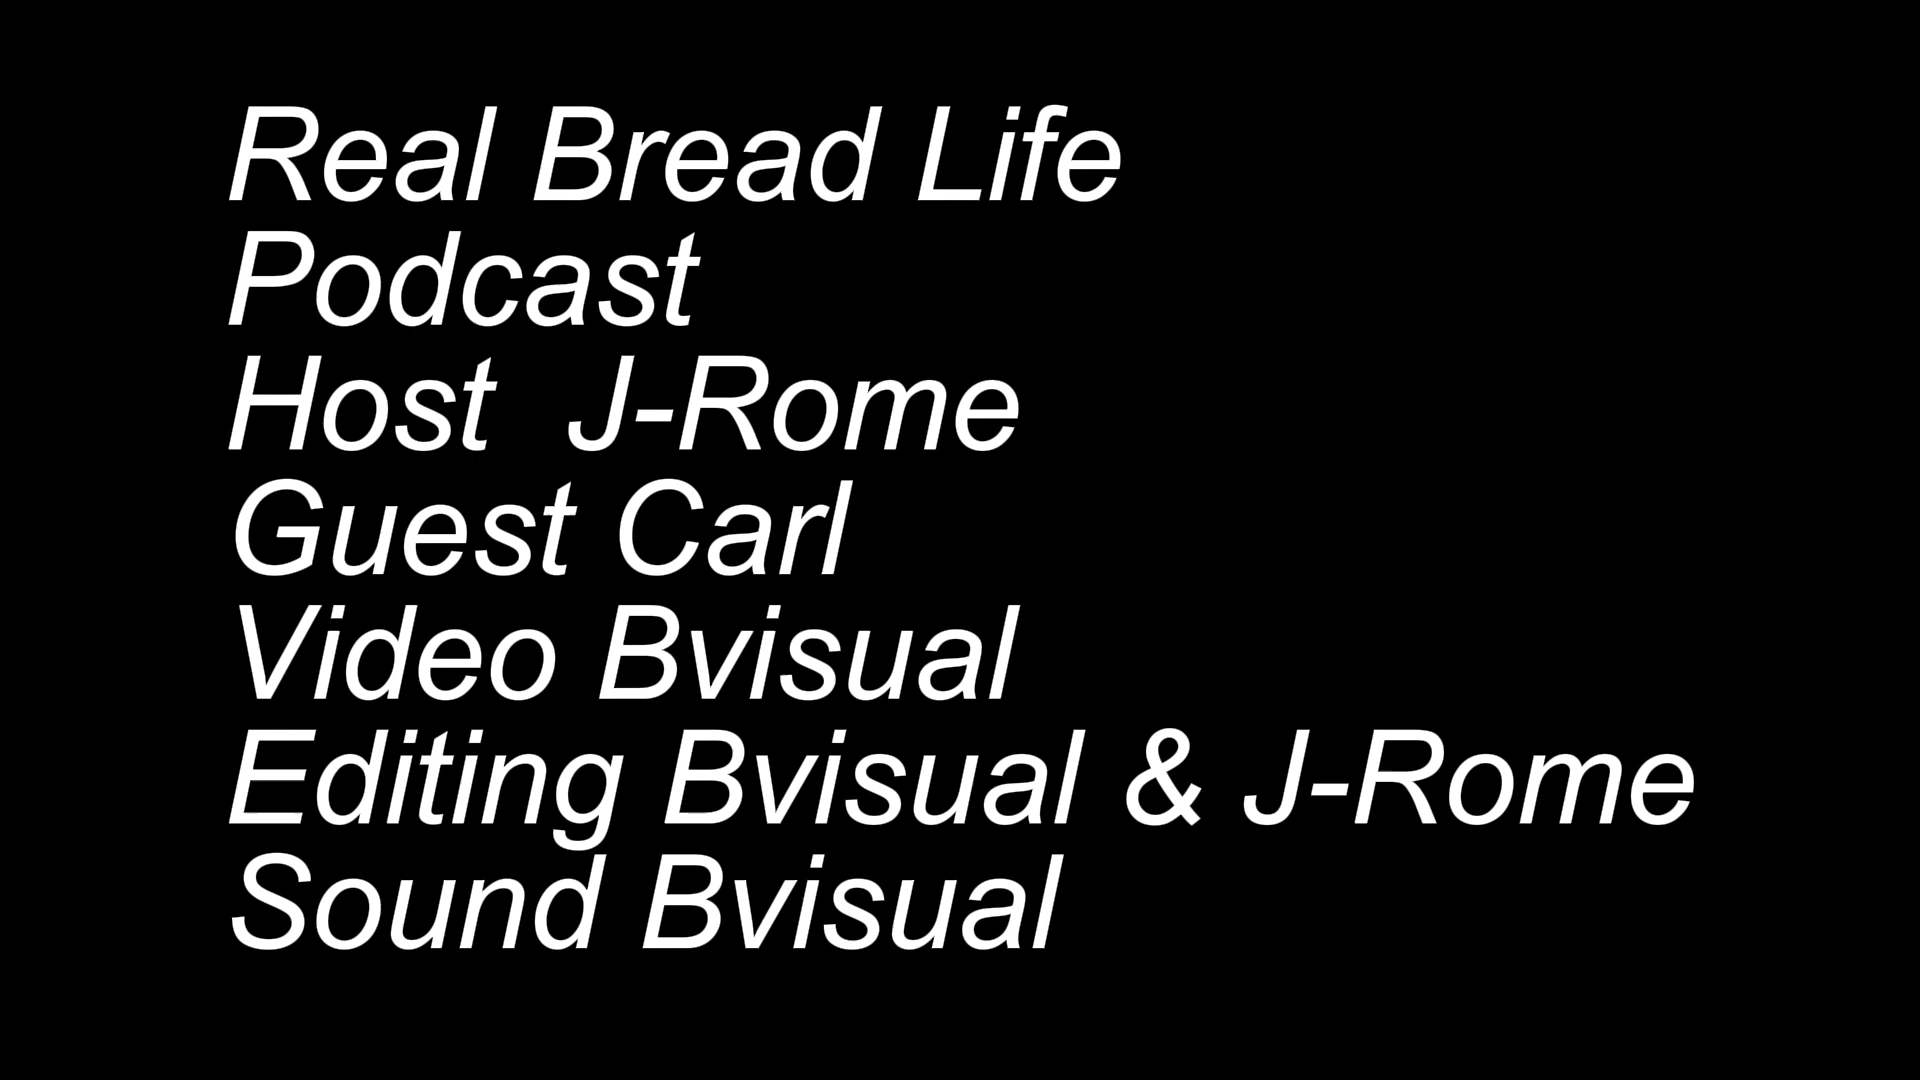 Real Bread Life
Podcast
Host  J-Rome
Guest Carl
Video Bvisual
Editing Bvisual & J-Rome
Sound Bvisual